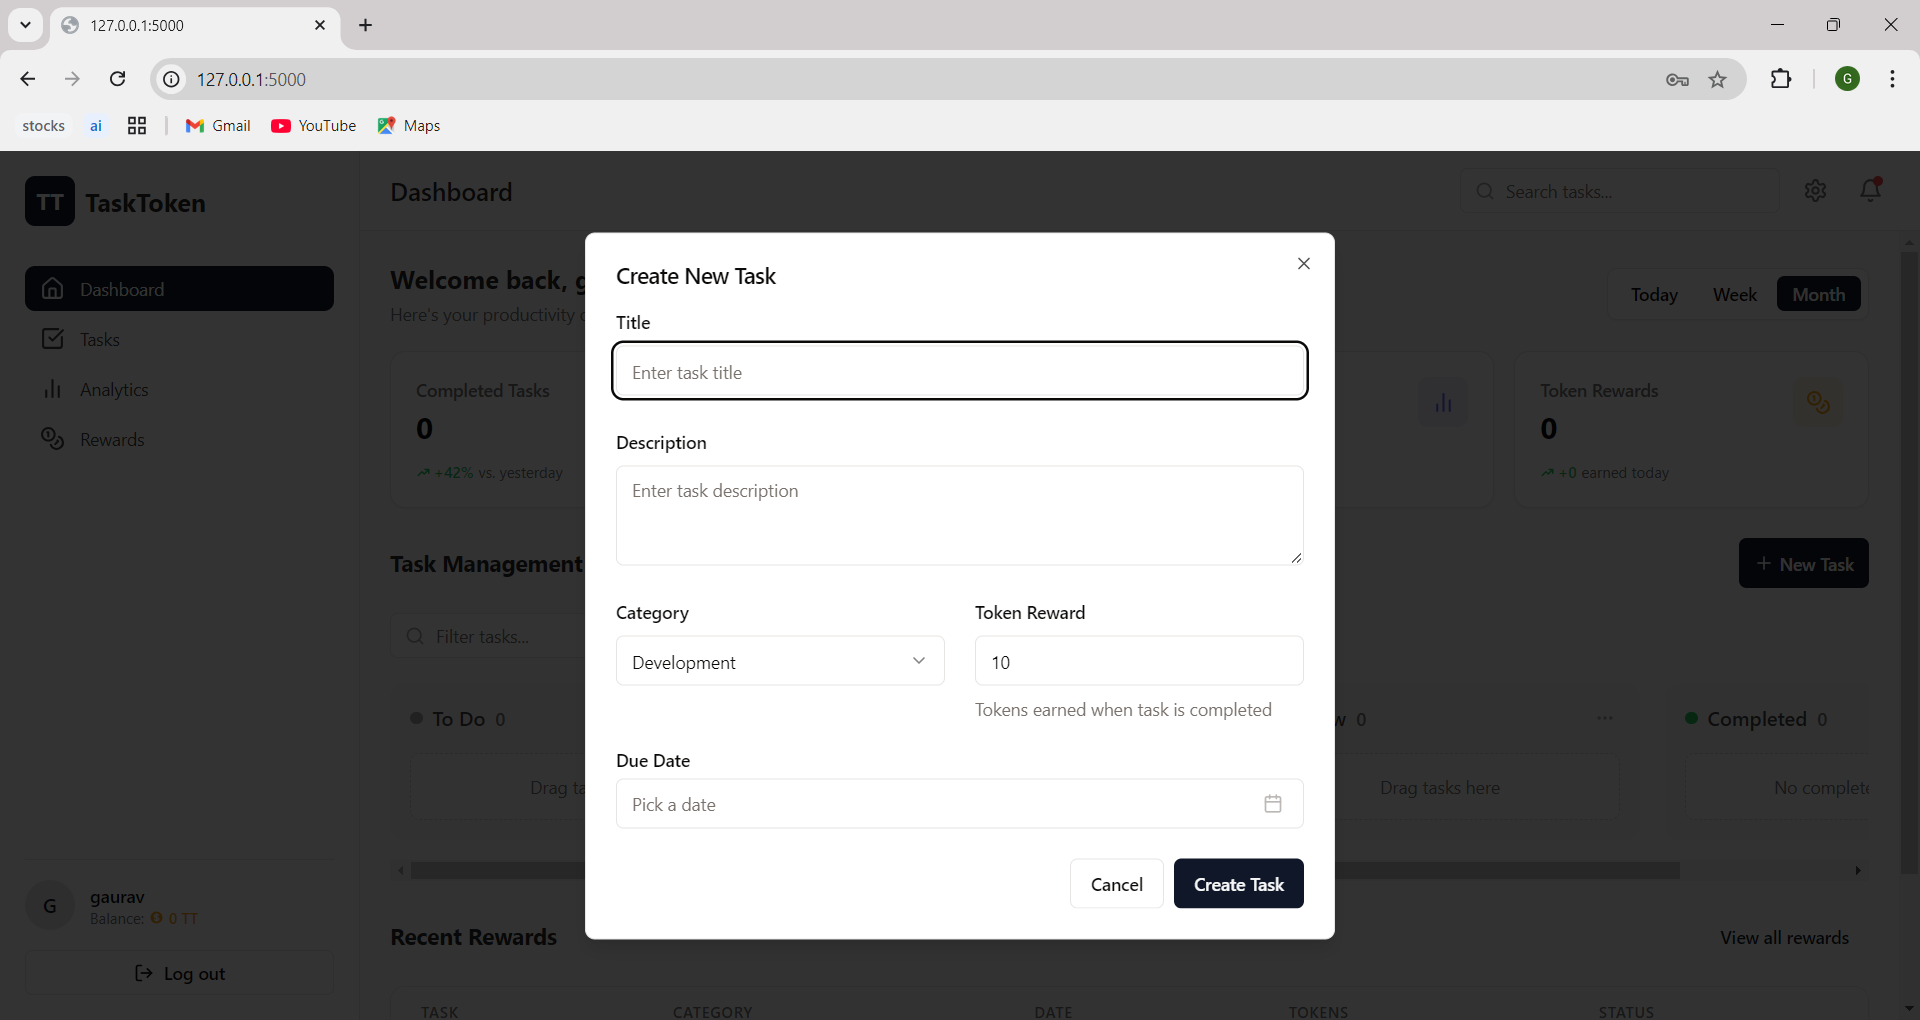 127.0.0.1:5000
127.0.0.1:5000
G
stocks
ai
Gmail
YouTube
Maps
TT
TaskToken
Dashboard
Tasks
Analytics
Rewards
G
gaurav
Balance: 0 TT
Log out
Dashboard
Search tasks...
Welcome back, g
Here's your productivity
Today
Week
Month
Completed Tasks
0
+42% vs. yesterday
Token Rewards
0
+0 earned today
Task Management
+ New Task
Filter tasks...
To Do 0
Drag ta
w 0
...
Drag tasks here
Completed 0
No complete
Recent Rewards
View all rewards
TASK
CATEGORY
DATE
TOKENS
STATUS
Create New Task
Title
Enter task title
Description
Enter task description
Category
Development
Token Reward
10
Tokens earned when task is completed
Due Date
Pick a date
Cancel
Create Task